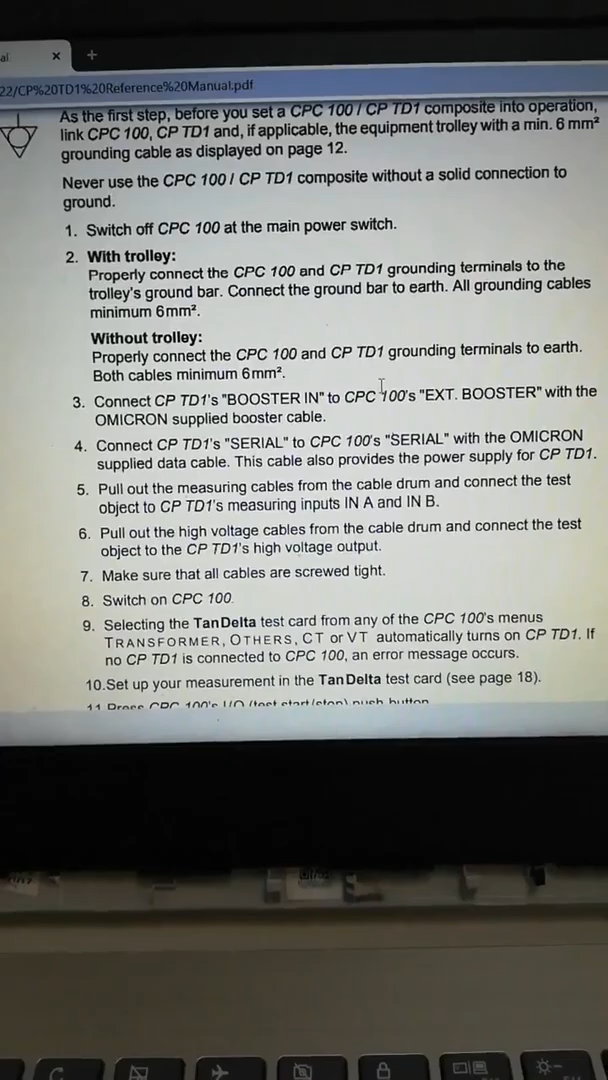 al
22/CP%20TD1%20Reference%20Manual.pdf
As the first step, before you set a CPC 100 / CP TD1 composite into operation,
link CPC 100, CP TD1 and, if applicable, the equipment trolley with a min. 6 mm²
grounding cable as displayed on page 12.
Never use the CPC 100 / CP TD1 composite without a solid connection to
ground.
1. Switch off CPC 100 at the main power switch.
2. With trolley:
Properly connect the CPC 100 and CP TD1 grounding terminals to the
trolley's ground bar. Connect the ground bar to earth. All grounding cables
minimum 6mm².
Without trolley:
Properly connect the CPC 100 and CP TD1 grounding terminals to earth.
Both cables minimum 6mm².
3. Connect CP TD1's "BOOSTER IN" to CPC 100's "EXT. BOOSTER" with the
OMICRON supplied booster cable.
4. Connect CP TD1's "SERIAL" to CPC 100's "SERIAL" with the OMICRON
supplied data cable. This cable also provides the power supply for CP TD1.
5. Pull out the measuring cables from the cable drum and connect the test
object to CP TD1's measuring inputs IN A and IN B.
6. Pull out the high voltage cables from the cable drum and connect the test
object to the CP TD1's high voltage output.
7. Make sure that all cables are screwed tight.
8. Switch on CPC 100.
9. Selecting the TanDelta test card from any of the CPC 100's menus
TRANSFORMER, OTHERS, CT or VT automatically turns on CP TD1. If
no CP TD1 is connected to CPC 100, an error message occurs.
10.Set up your measurement in the TanDelta test card (see page 18).
11.Press CPC 100's I/O (test start/stop) push button